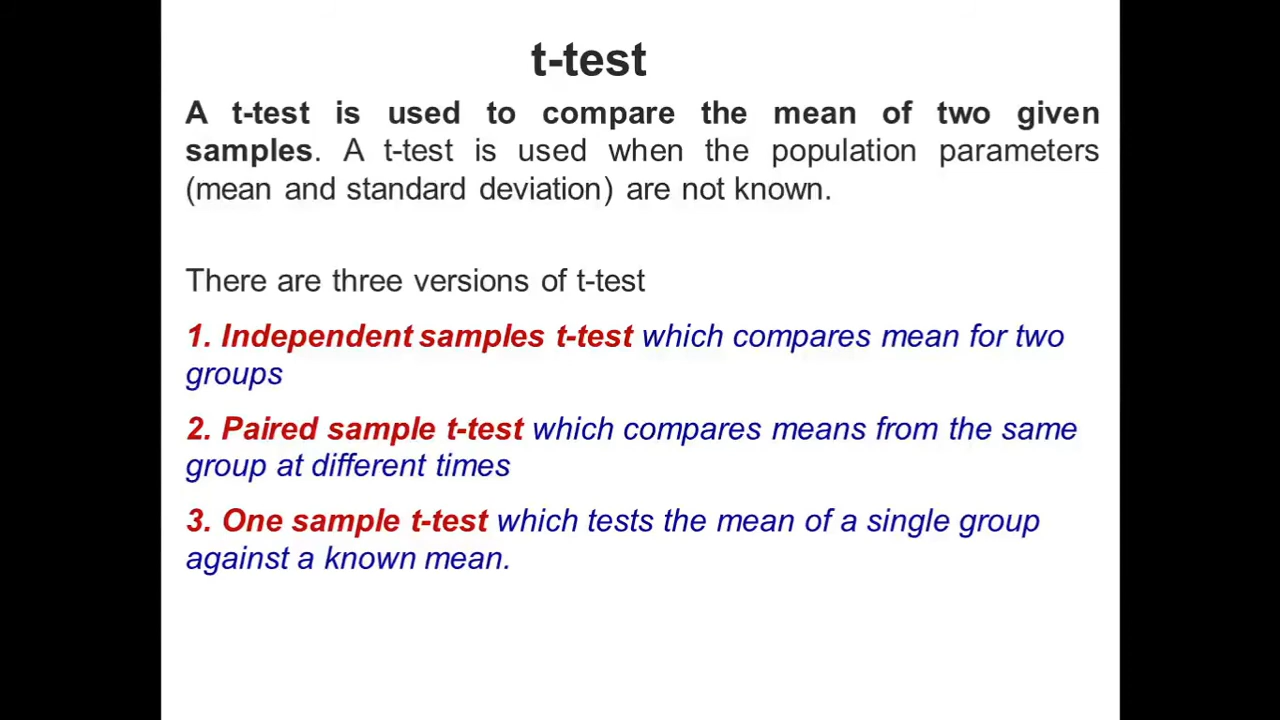 t-test
A t-test is used to compare the mean of two given
samples. A t-test is used when the population parameters
(mean and standard deviation) are not known.
There are three versions of t-test
1. Independent samples t-test which compares mean for two
groups
2. Paired sample t-test which compares means from the same
group at different times
3. One sample t-test which tests the mean of a single group
against a known mean.